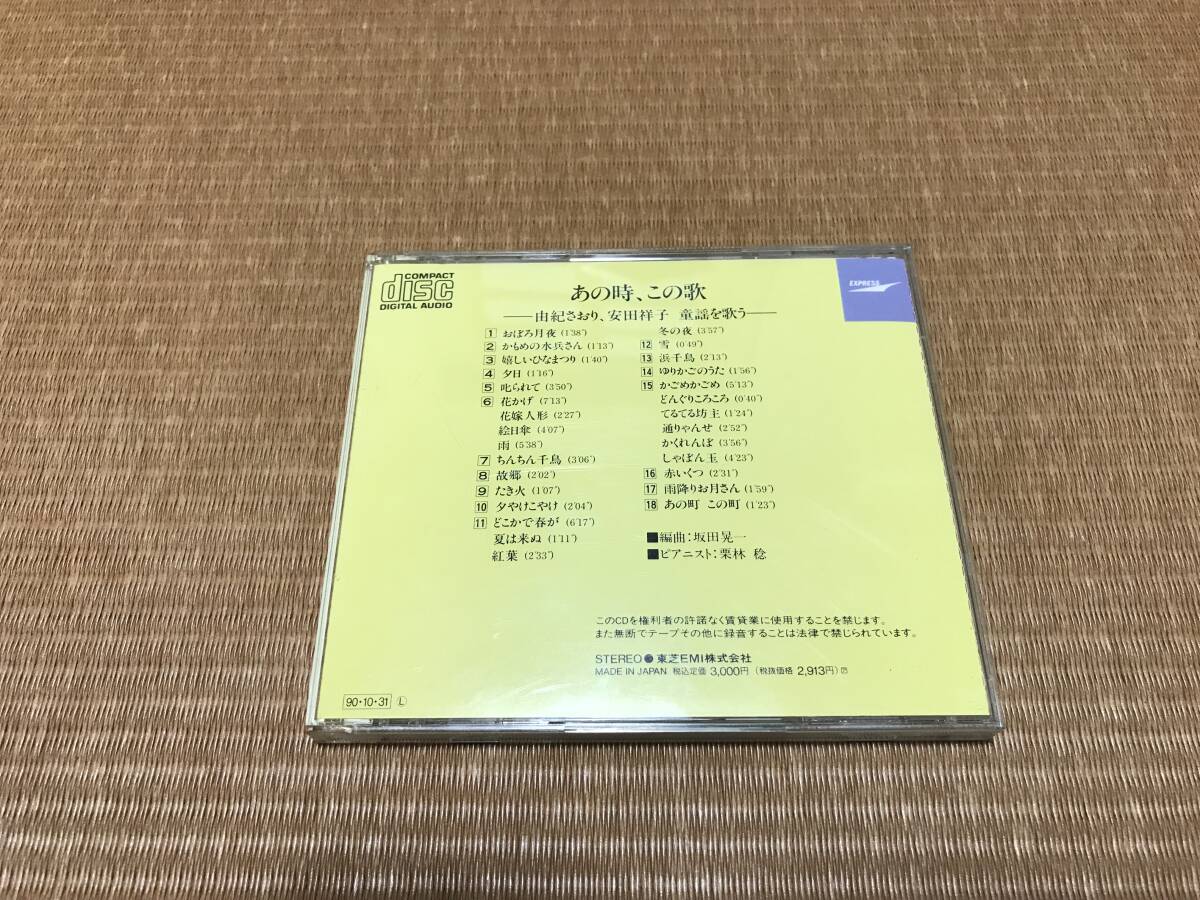 COMPACT
disc
DIGITAL AUDIO
EXPRESS
あの時、この歌
──由紀さおり、安田祥子 童謡を歌う──
1 おぼろ月夜 (1'38")
2 かもめの水兵さん (1'13")
3 嬉しいひなまつり (1'40")
4 夕日 (1'16")
5 叱られて (3'50")
6 花かげ (7'13")
花嫁人形 (2'27")
絵日傘 (4'07")
雨 (5'38")
7 ちんちん千鳥 (3'06")
8 故郷 (2'02")
9 たき火 (1'07")
10 夕やけこやけ (2'04")
11 どこかで春が (6'17")
夏は来ぬ (1'11")
紅葉 (2'33")
冬の夜 (3'57")
12 雪 (0'49")
13 浜千鳥 (2'13")
14 ゆりかごのうた (1'56")
15 かごめかごめ (5'13")
どんぐりころころ (0'40")
てるてる坊主 (1'24")
通りゃんせ (2'52")
かくれんぼ (3'56")
しゃぼん玉 (4'23")
16 赤いくつ (2'31")
17 雨降りお月さん (1'59")
18 あの町 この町 (1'23")
■編曲：坂田晃一
■ピアニスト：栗林 稔
このCDを権利者の許諾なく賃貸業に使用することを禁じます。
また無断でテープその他に録音することは法律で禁じられています。
STEREO● 東芝EMI株式会社
MADE IN JAPAN 税込定価 3,000円 (税抜価格 2,913円)
90・10・31 Ⓛ